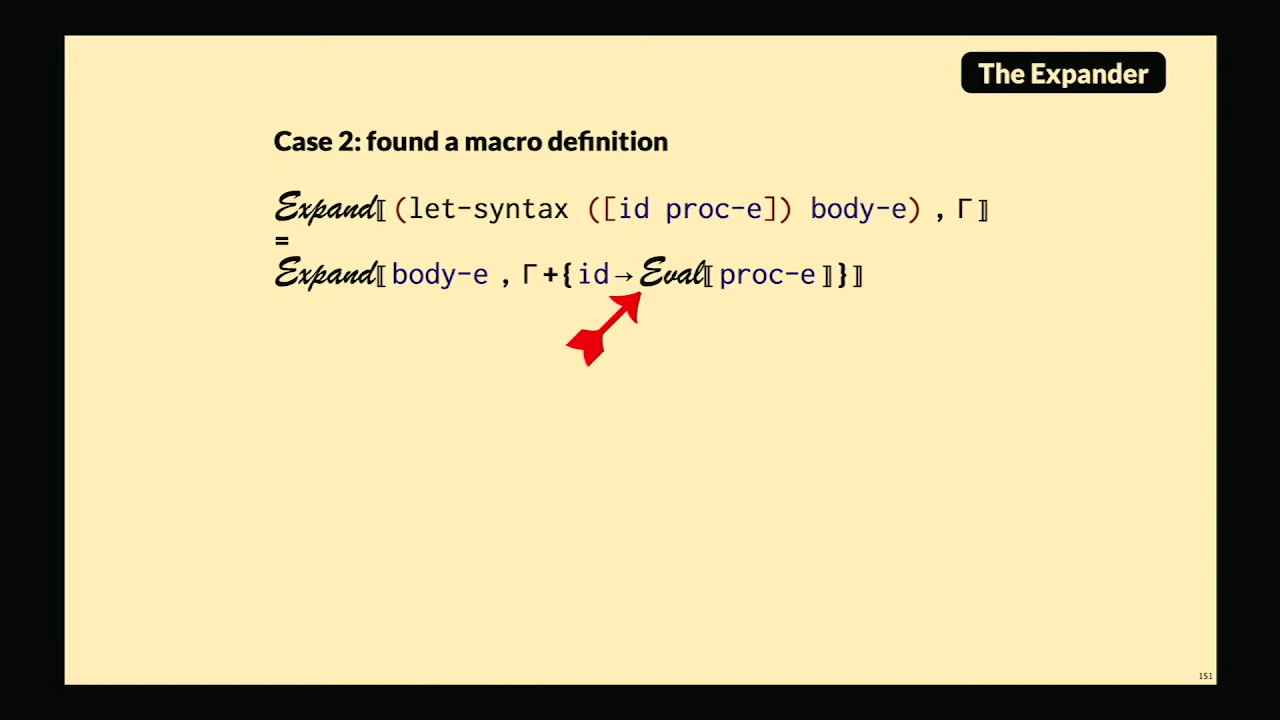 The Expander
Case 2: found a macro definition
Expand⟦(let-syntax ([id proc-e]) body-e) , Γ⟧
=
Expand⟦body-e , Γ+{id→Eval⟦proc-e⟧}⟧
151